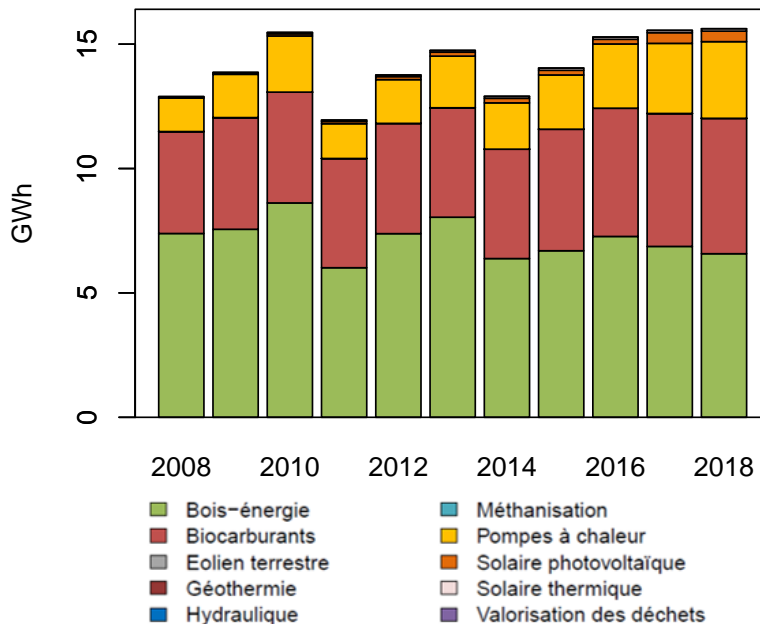 15
10
5
0
GWh
2008 2010 2012 2014 2016 2018
Bois−énergie
Biocarburants
Eolien terrestre
Géothermie
Hydraulique
Méthanisation
Pompes à chaleur
Solaire photovoltaïque
Solaire thermique
Valorisation des déchets